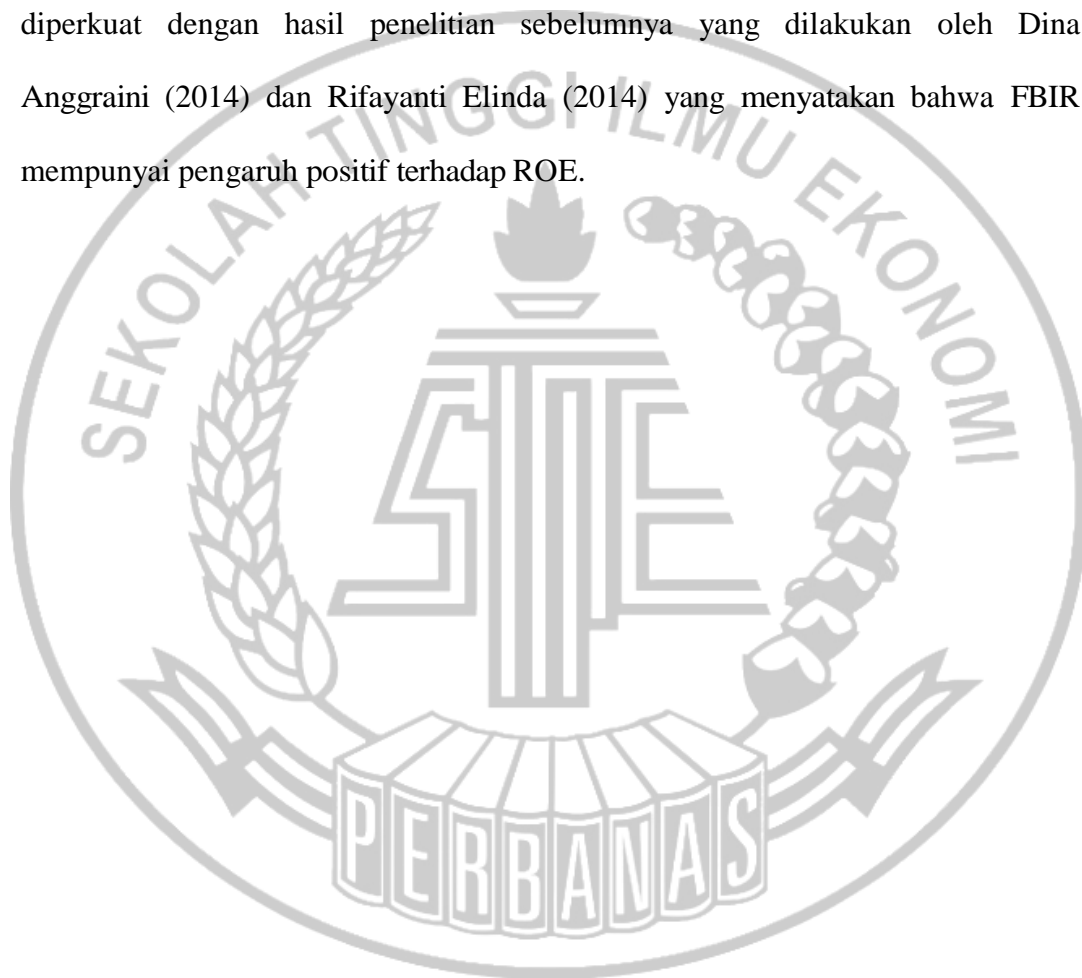 diperkuat dengan hasil penelitian sebelumnya yang dilakukan oleh Dina
Anggraini (2014) dan Rifayanti Elinda (2014) yang menyatakan bahwa FBIR
mempunyai pengaruh positif terhadap ROE.
SEKOLAH TINGGI ILMU EKONOMI
STIE
PERBANAS